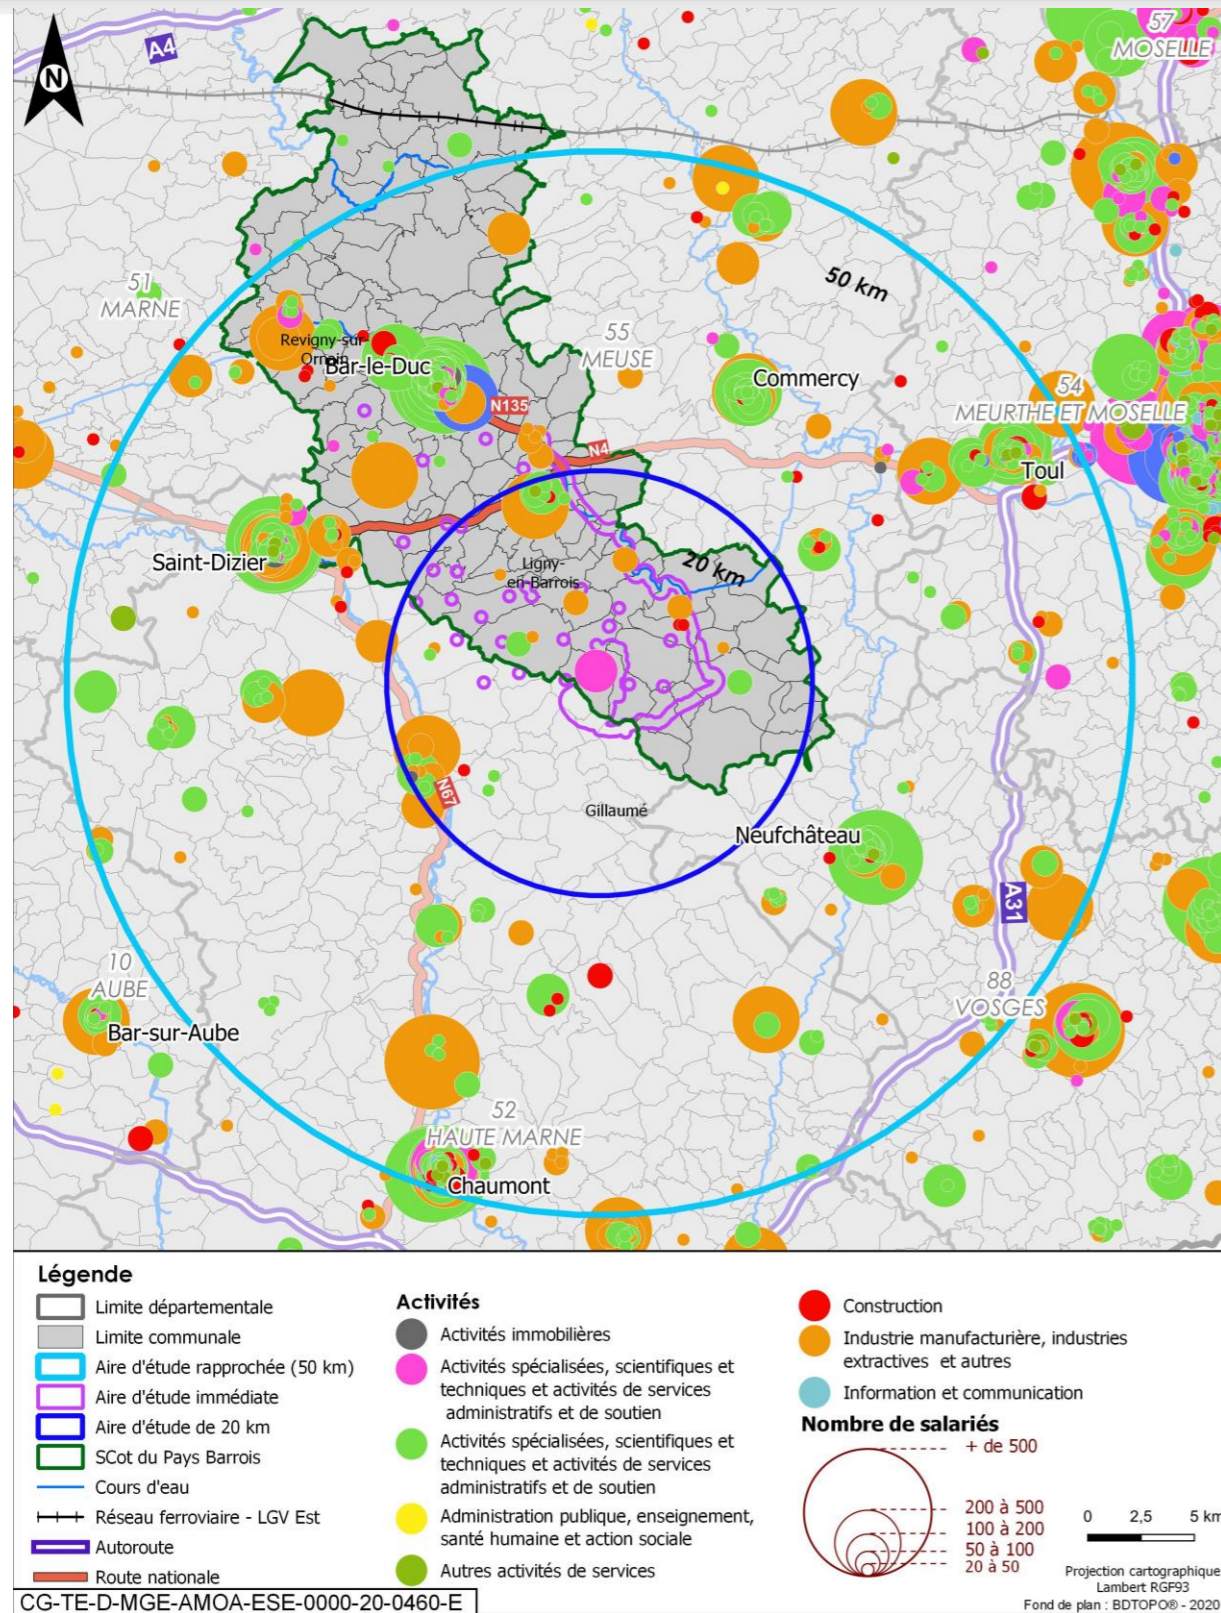 57
MOSELLE
A4
N
50 km
51
MARNE
55
MEUSE
Revigny-sur-
Ornain
Bar-le-Duc
Commercy
54
MEURTHE ET MOSELLE
N135
N4
Toul
Saint-Dizier
20 km
Ligny-
en-Barrois
N67
Gillaumé
Neufchâteau
A31
10
AUBE
88
VOSGES
Bar-sur-Aube
52
HAUTE MARNE
Chaumont
Légende
Limite départementale
Limite communale
Aire d'étude rapprochée (50 km)
Aire d'étude immédiate
Aire d'étude de 20 km
SCot du Pays Barrois
Cours d'eau
Réseau ferroviaire - LGV Est
Autoroute
Route nationale
Activités
Activités immobilières
Activités spécialisées, scientifiques et
techniques et activités de services
administratifs et de soutien
Activités spécialisées, scientifiques et
techniques et activités de services
administratifs et de soutien
Administration publique, enseignement,
santé humaine et action sociale
Autres activités de services
Construction
Industrie manufacturière, industries
extractives et autres
Information et communication
Nombre de salariés
+ de 500
200 à 500
100 à 200
50 à 100
20 à 50
0 2,5 5 km
Projection cartographique
Lambert RGF93
Fond de plan : BDTOPO® - 2020
CG-TE-D-MGE-AMOA-ESE-0000-20-0460-E